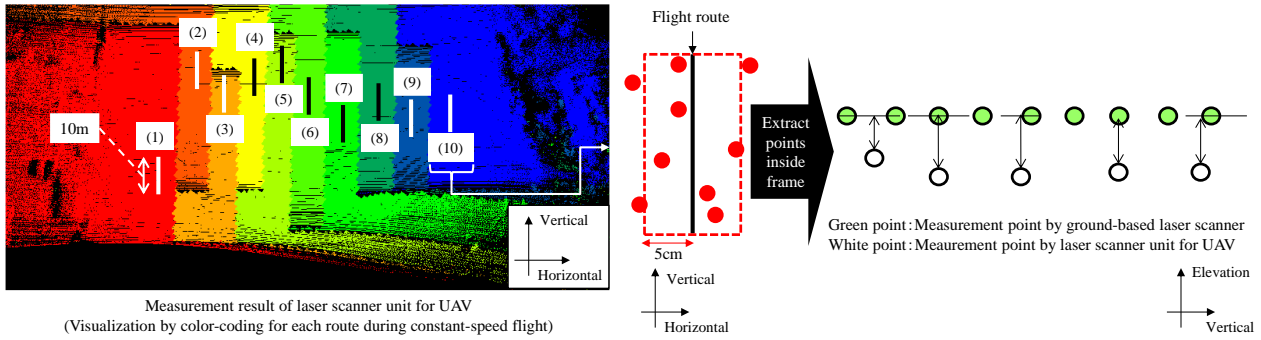 (2)
(4)
(1)
10m
(3)
(5)
(6)
(7)
(8)
(9)
(10)
Vertical
Horizontal
Measurement result of laser scanner unit for UAV
(Visualization by color-coding for each route during constant-speed flight)
Flight route
5cm
Vertical
Horizontal
Extract
points
inside
frame
Green point：Measurement point by ground-based laser scanner
White point：Meaurement point by laser scanner unit for UAV
Elevation
Vertical